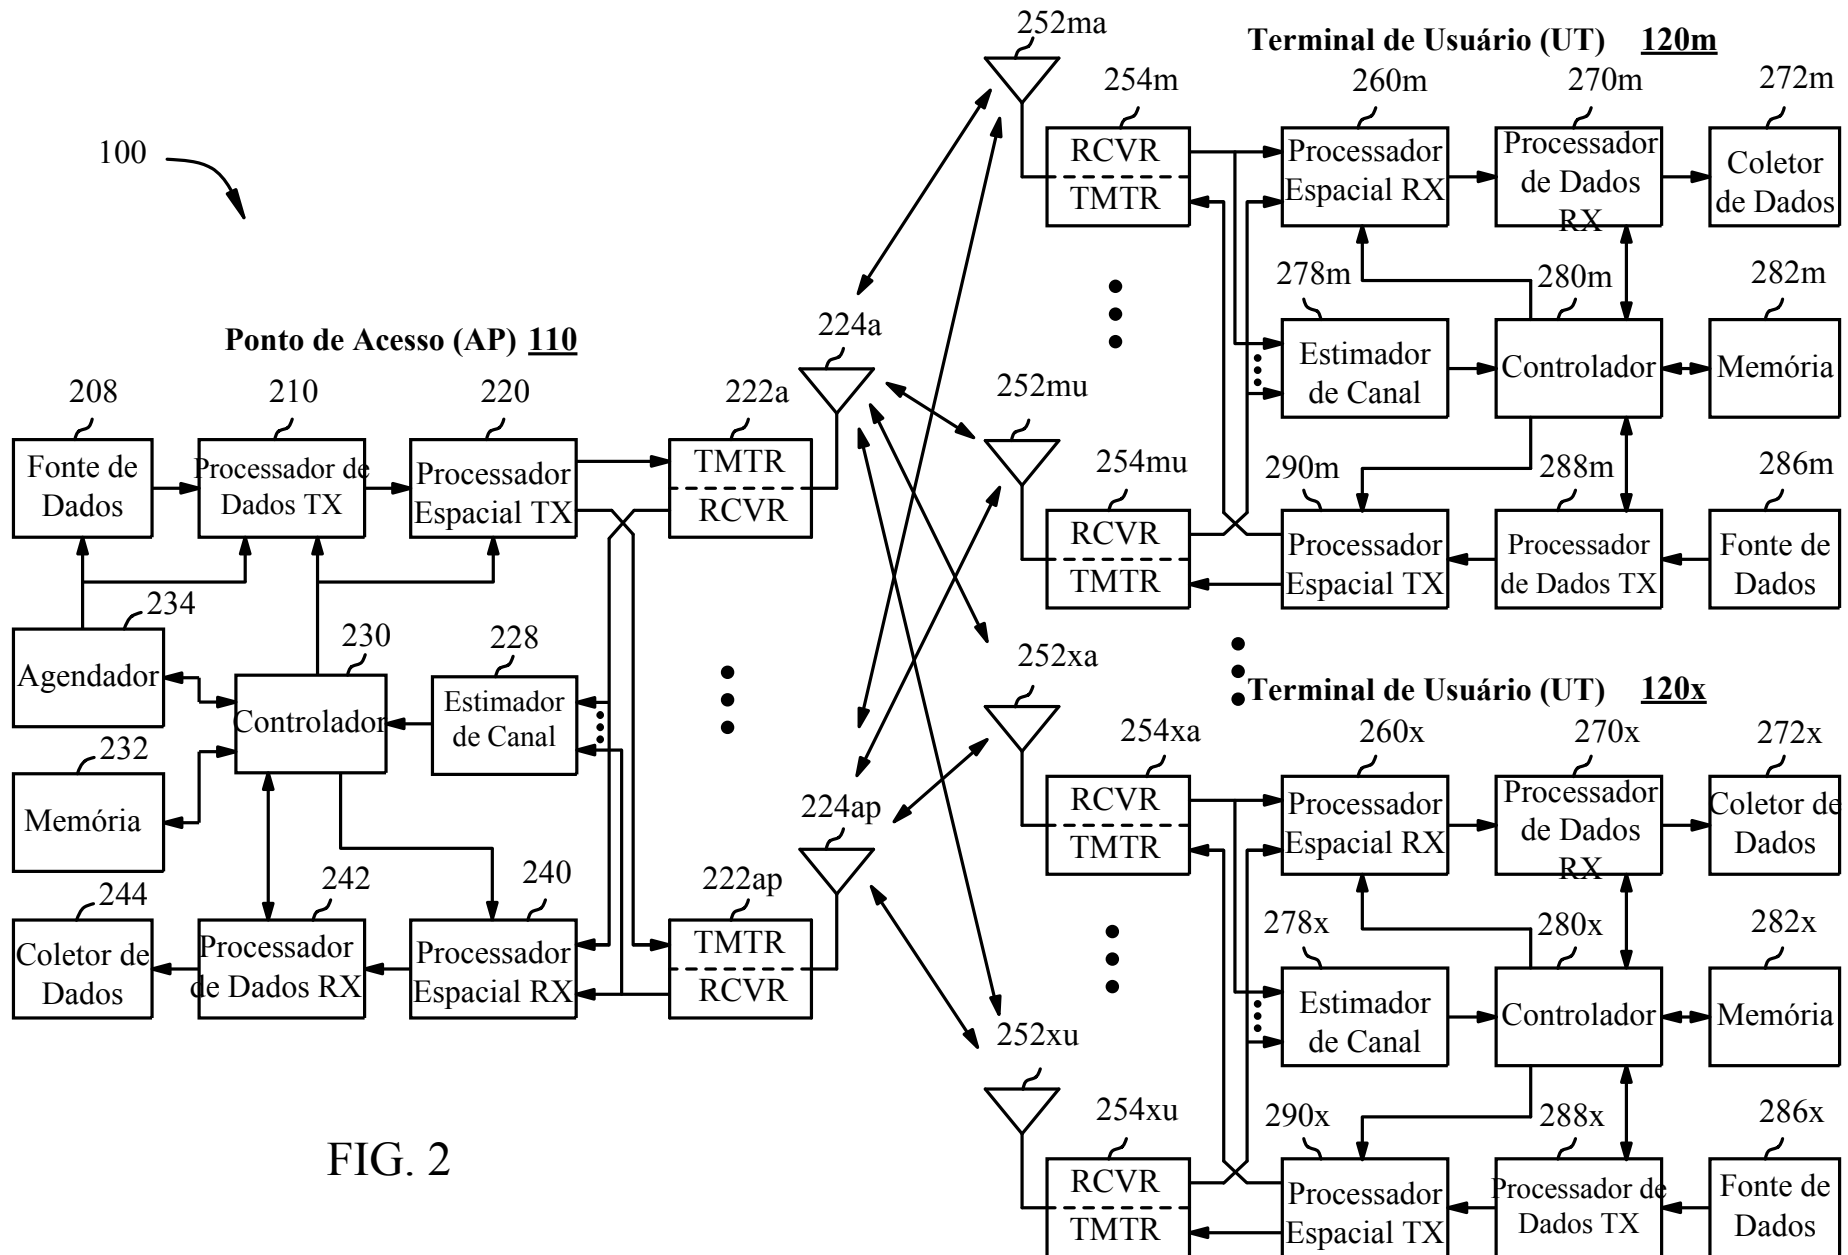 252ma
Terminal de Usuário (UT) 120m
254m
260m
270m
272m
100
RCVR
TMTR
Processador
Espacial RX
Processador
de Dados
RX
Coletor
de Dados
278m
280m
282m
Estimador
de Canal
Controlador
Memória
Ponto de Acesso (AP) 110
224a
208
210
220
222a
252mu
Fonte de
Dados
Processador de
Dados TX
Processador
Espacial TX
TMTR
RCVR
254mu
290m
288m
286m
RCVR
TMTR
Processador
Espacial TX
Processador
de Dados TX
Fonte de
Dados
234
230
228
252xa
Agendador
Controlador
Estimador
de Canal
Terminal de Usuário (UT) 120x
254xa
260x
270x
272x
232
Memória
224ap
RCVR
TMTR
Processador
Espacial RX
Processador
de Dados
RX
Coletor de
Dados
244
242
240
222ap
Coletor de
Dados
Processador
de Dados RX
Processador
Espacial RX
TMTR
RCVR
278x
280x
282x
Estimador
de Canal
Controlador
Memória
252xu
254xu
290x
288x
286x
RCVR
TMTR
Processador
Espacial TX
Processador de
Dados TX
Fonte de
Dados
FIG. 2